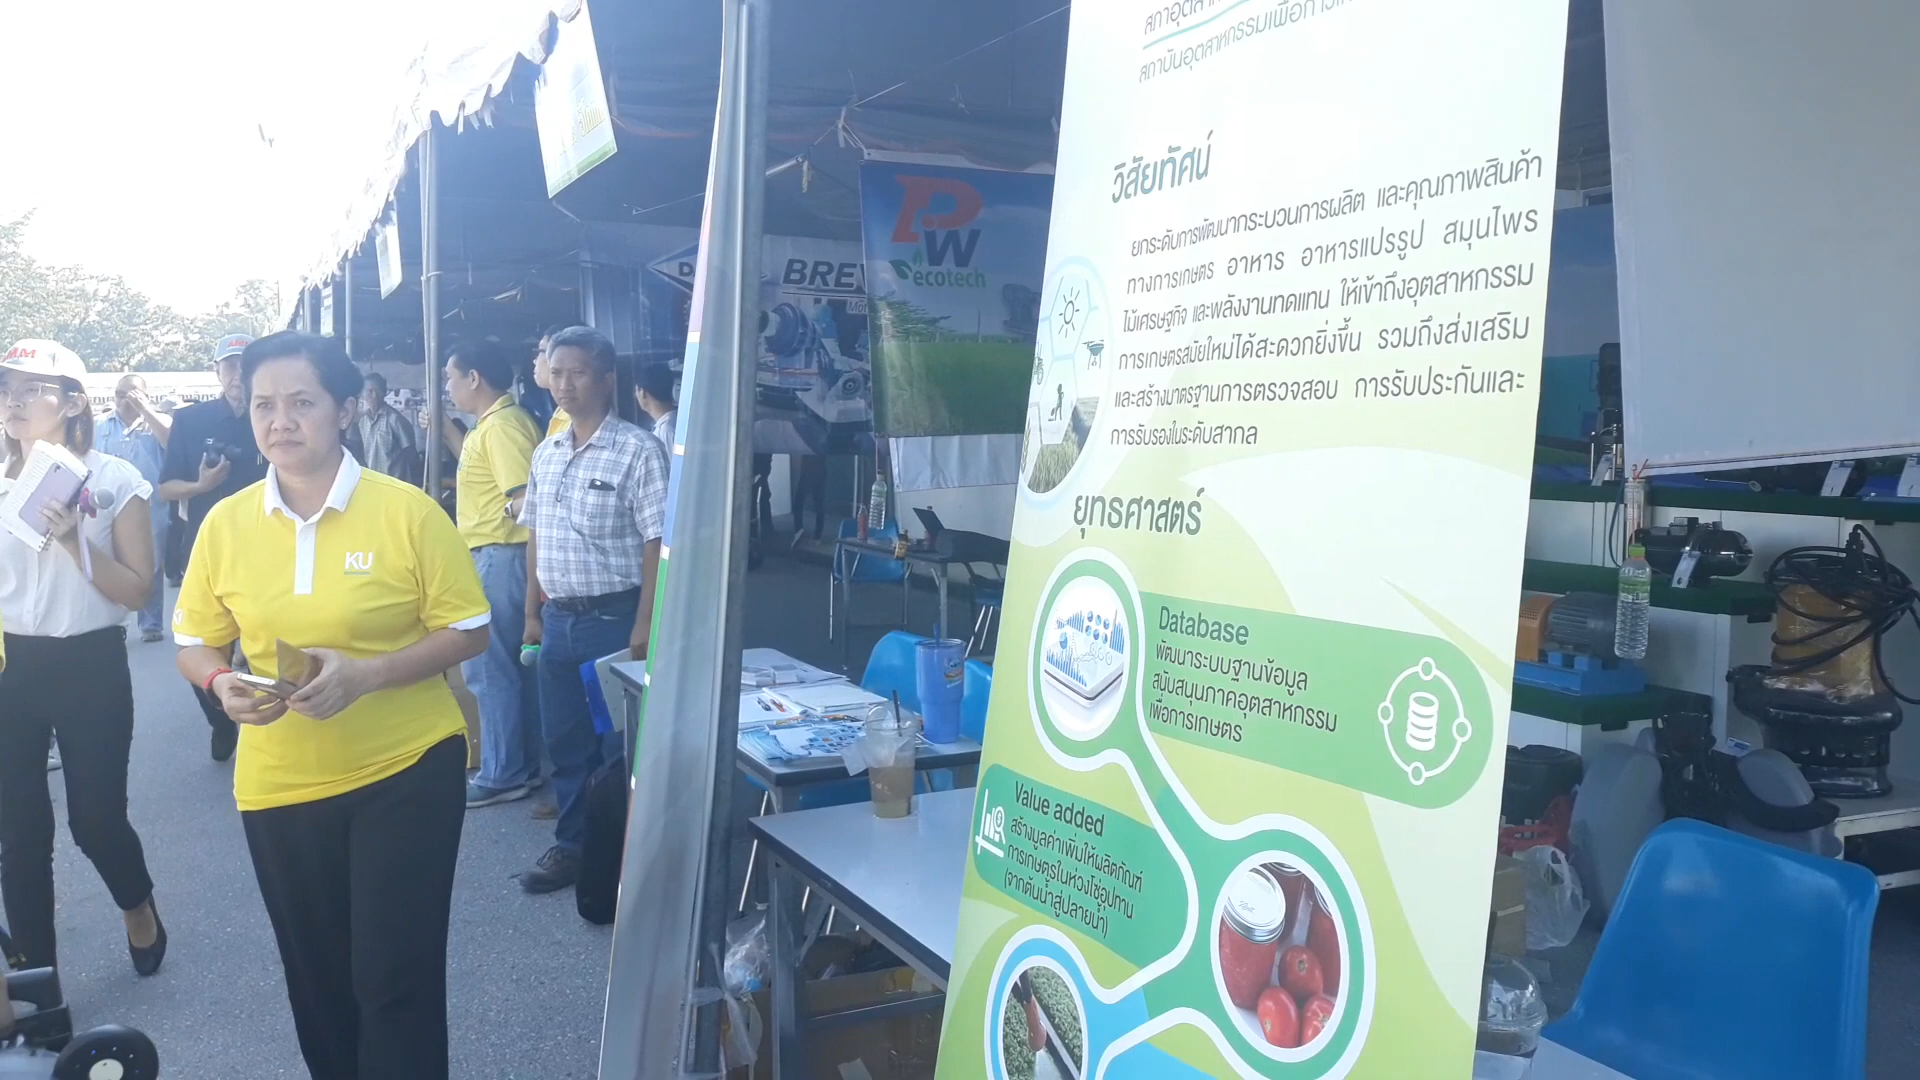 สถาบันอุตสาหกรรมเพื่อการ
วิสัยทัศน์
ยกระดับการพัฒนากระบวนการผลิต และคุณภาพสินค้า
ทางการเกษตร อาหาร อาหารแปรรูป สมุนไพร
ไม้เศรษฐกิจ และพลังงานทดแทน ให้เข้าถึงอุตสาหกรรม
การเกษตรสมัยใหม่ได้สะดวกยิ่งขึ้น รวมถึงส่งเสริม
และสร้างมาตรฐานการตรวจสอบ การรับประกันและ
การรับรองในระดับสากล
ยุทธศาสตร์
Database
พัฒนาระบบฐานข้อมูล
สนับสนุนภาคอุตสาหกรรม
เพื่อการเกษตร
Value added
สร้างมูลค่าเพิ่มให้ผลิตภัณฑ์
การเกษตรในห่วงโซ่อุปทาน
(จากต้นน้ำสู่ปลายน้ำ)
PW
ecotech
BREV
KU